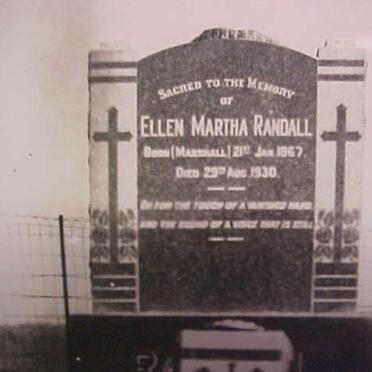 SACRED TO THE MEMORY
OF
ELLEN MARTHA RANDALL
BORN (MARSHALL) 21ST JAN 1867.
DIED 29TH AUG 1930.
OH FOR THE TOUCH OF A VANISHED HAND,
AND THE SOUND OF A VOICE THAT IS STILL